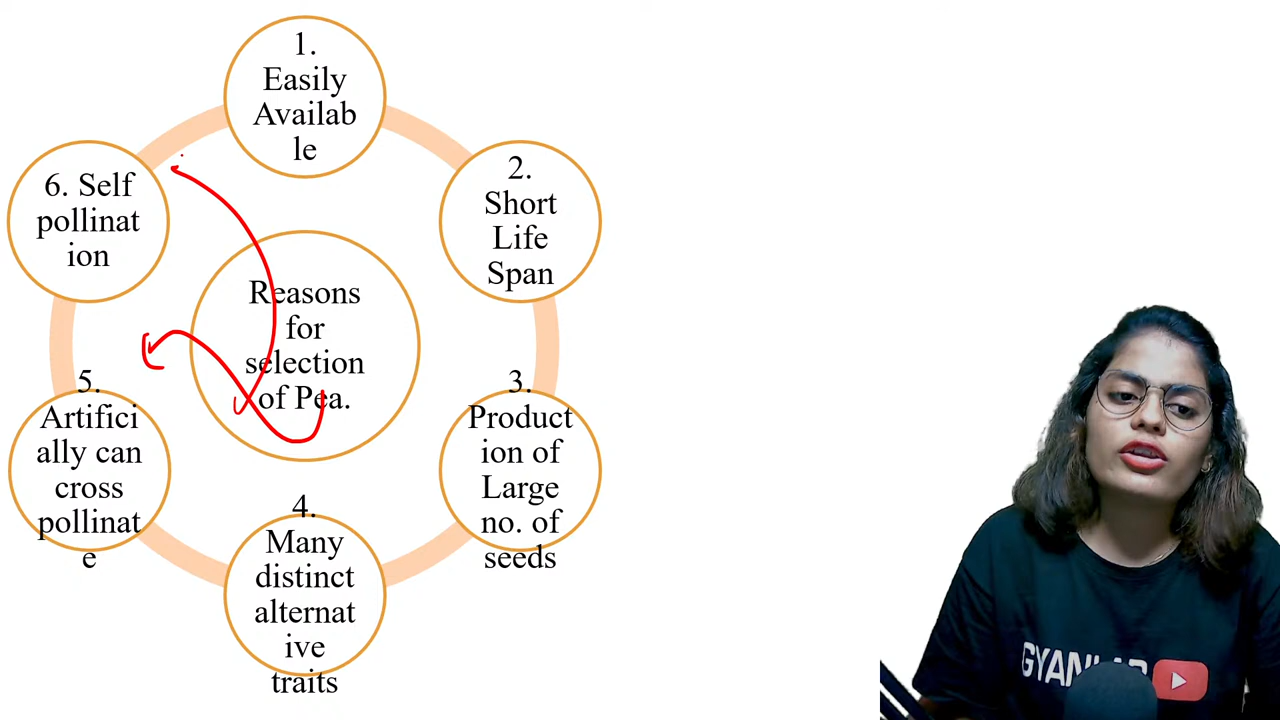 1.
Easily
Availab
le
2.
Short
Life
Span
3.
Product
ion of
Large
no. of
seeds
4.
Many
distinct
alternat
ive
traits
5.
Artifici
ally can
cross
pollinat
e
6. Self
pollinat
ion
Reasons
for
selection
of Pea.